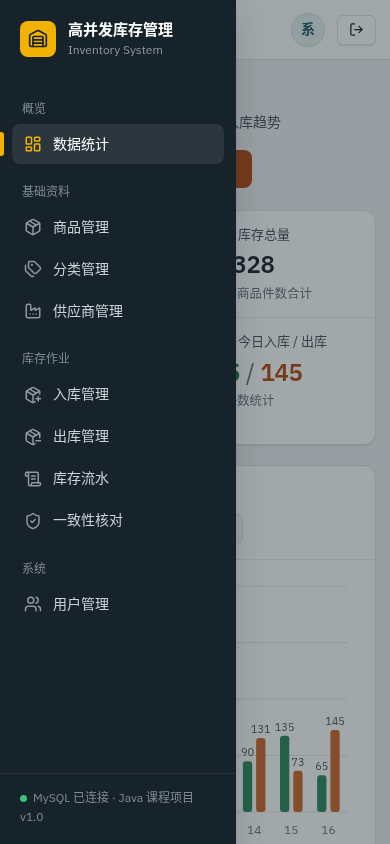 高并发库存管理
Inventory System
系
概览
数据统计
基础资料
商品管理
分类管理
供应商管理
库存作业
入库管理
出库管理
库存流水
一致性核对
系统
用户管理
MySQL 已连接 · Java 课程项目
v1.0
库趋势
库存总量
328
商品件数合计
今日入库 / 出库
/ 145
数统计
90
131
135
73
65
145
14
15
16